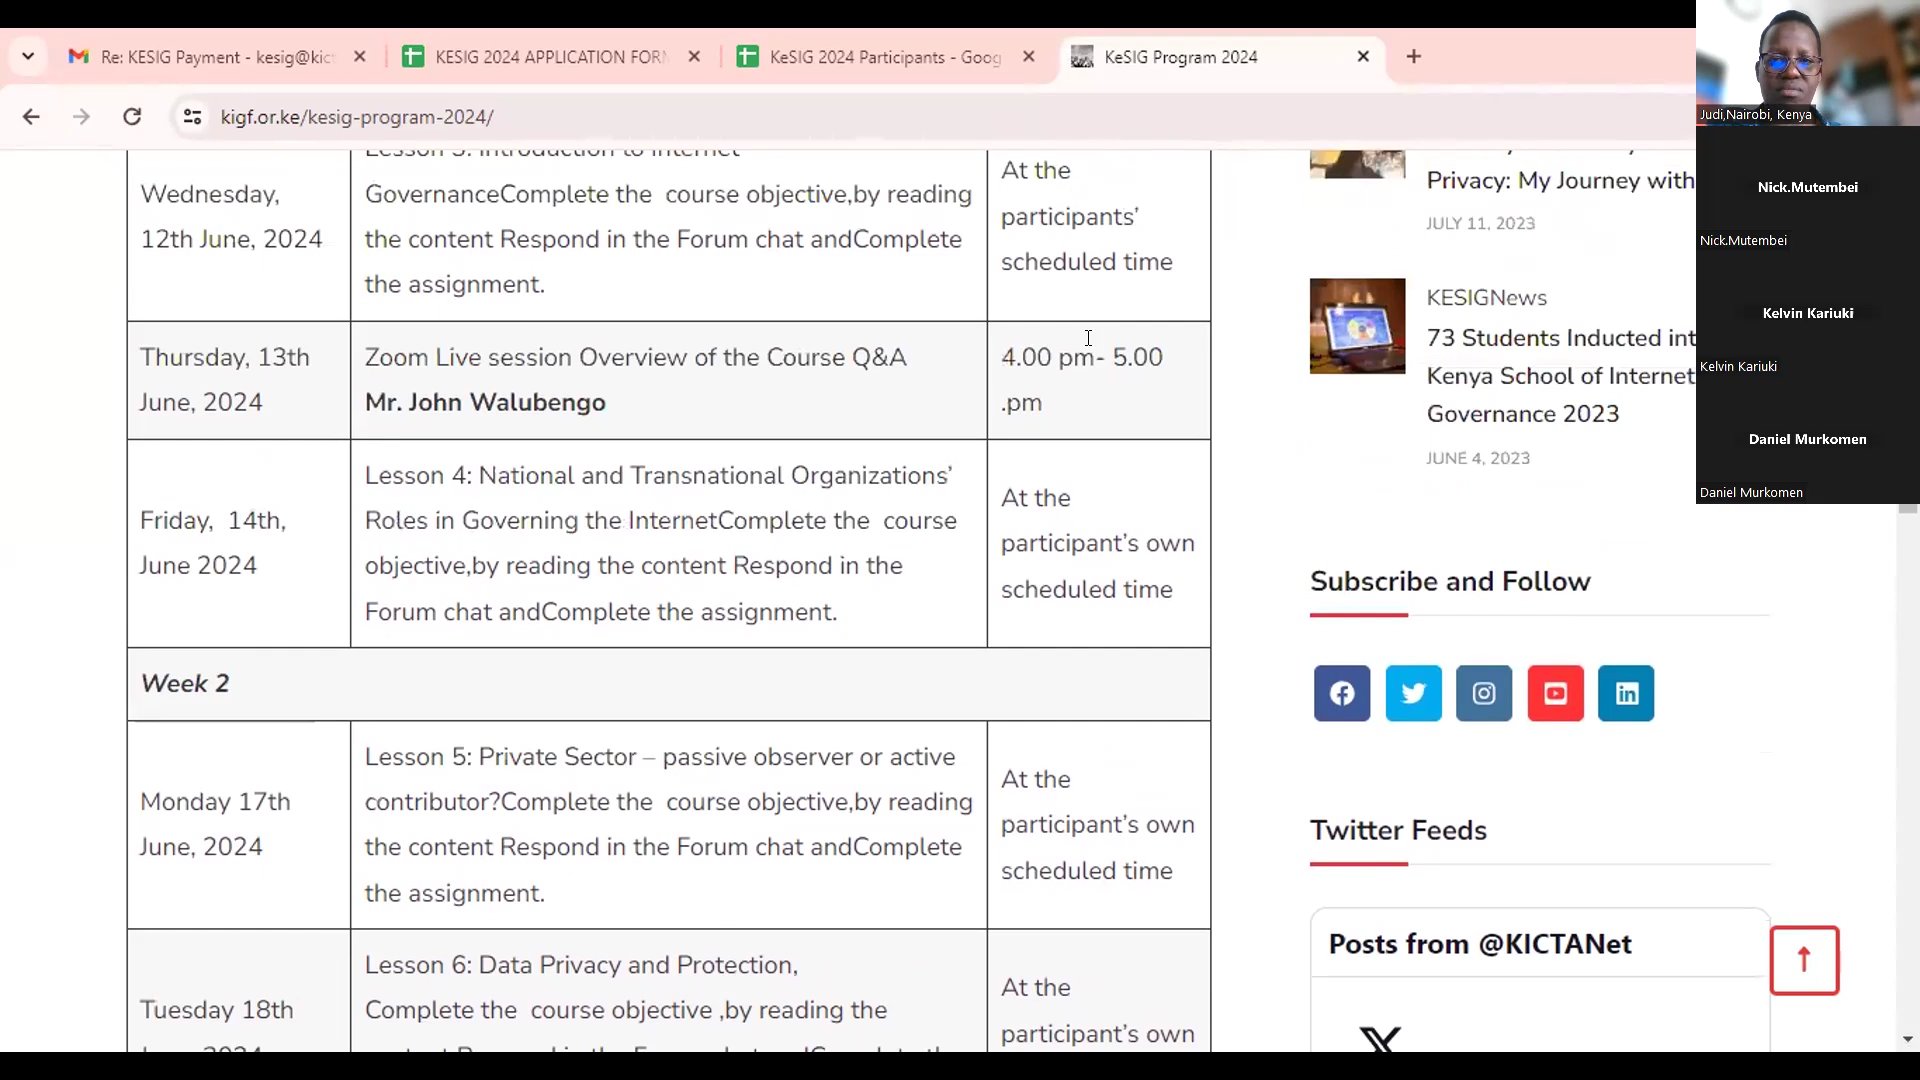 Re: KESIG Payment - kesig@kict
KESIG 2024 APPLICATION FORM
KeSIG 2024 Participants - Goog
KeSIG Program 2024
kigf.or.ke/kesig-program-2024/
Judi,Nairobi, Kenya
Nick.Mutembei
Nick.Mutembei
Kelvin Kariuki
Kelvin Kariuki
Daniel Murkomen
Daniel Murkomen
Wednesday,
12th June, 2024
Lesson 3: Introduction to Internet
GovernanceComplete the course objective,by reading
the content Respond in the Forum chat andComplete
the assignment.
At the
participants’
scheduled time
Thursday, 13th
June, 2024
Zoom Live session Overview of the Course Q&A
Mr. John Walubengo
4.00 pm- 5.00
.pm
Friday, 14th,
June 2024
Lesson 4: National and Transnational Organizations’
Roles in Governing the InternetComplete the course
objective,by reading the content Respond in the
Forum chat andComplete the assignment.
At the
participant’s own
scheduled time
Week 2
Monday 17th
June, 2024
Lesson 5: Private Sector – passive observer or active
contributor?Complete the course objective,by reading
the content Respond in the Forum chat andComplete
the assignment.
At the
participant’s own
scheduled time
Tuesday 18th
Lesson 6: Data Privacy and Protection,
Complete the course objective ,by reading the
At the
participant’s own
Privacy: My Journey with
JULY 11, 2023
KESIGNews
73 Students Inducted int
Kenya School of Internet
Governance 2023
JUNE 4, 2023
Subscribe and Follow
Twitter Feeds
Posts from @KICTANet